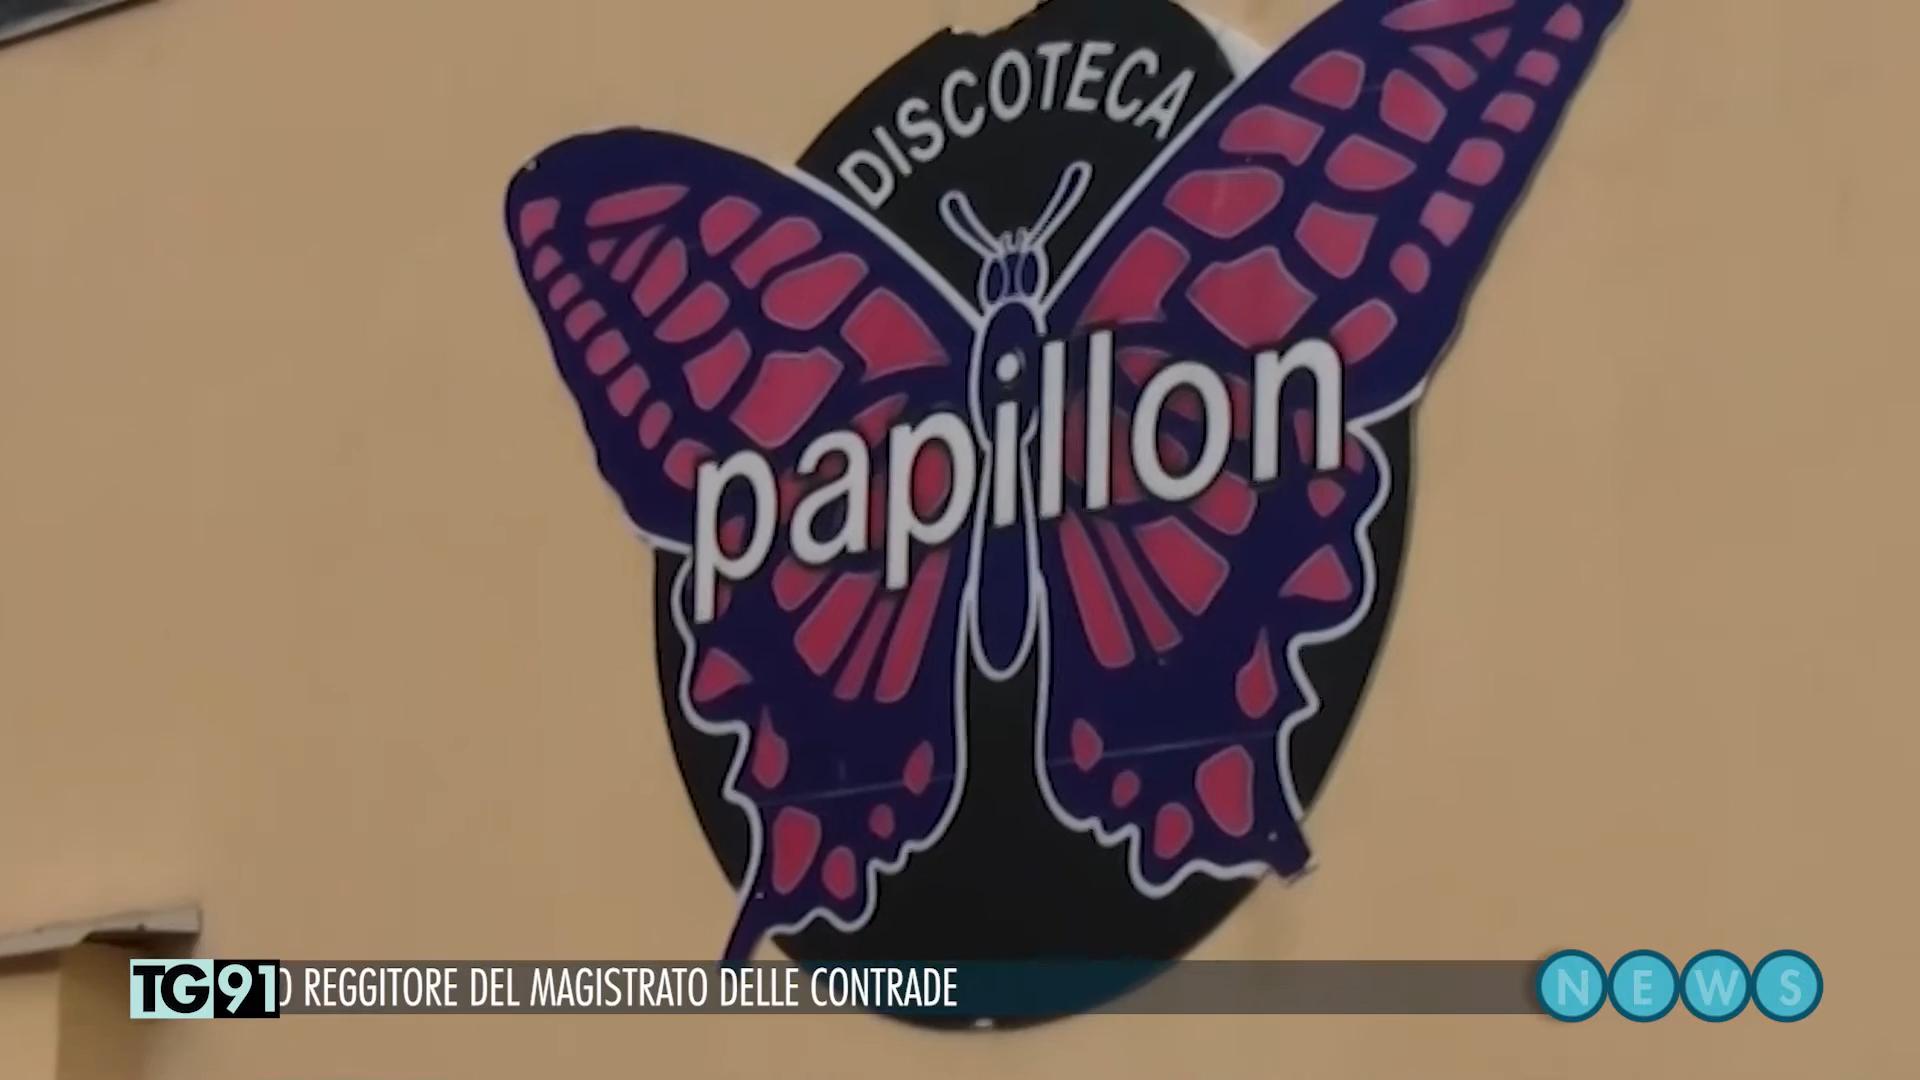 DISCOTECA
papillon
TG91 O REGGITORE DEL MAGISTRATO DELLE CONTRADE
NEWS